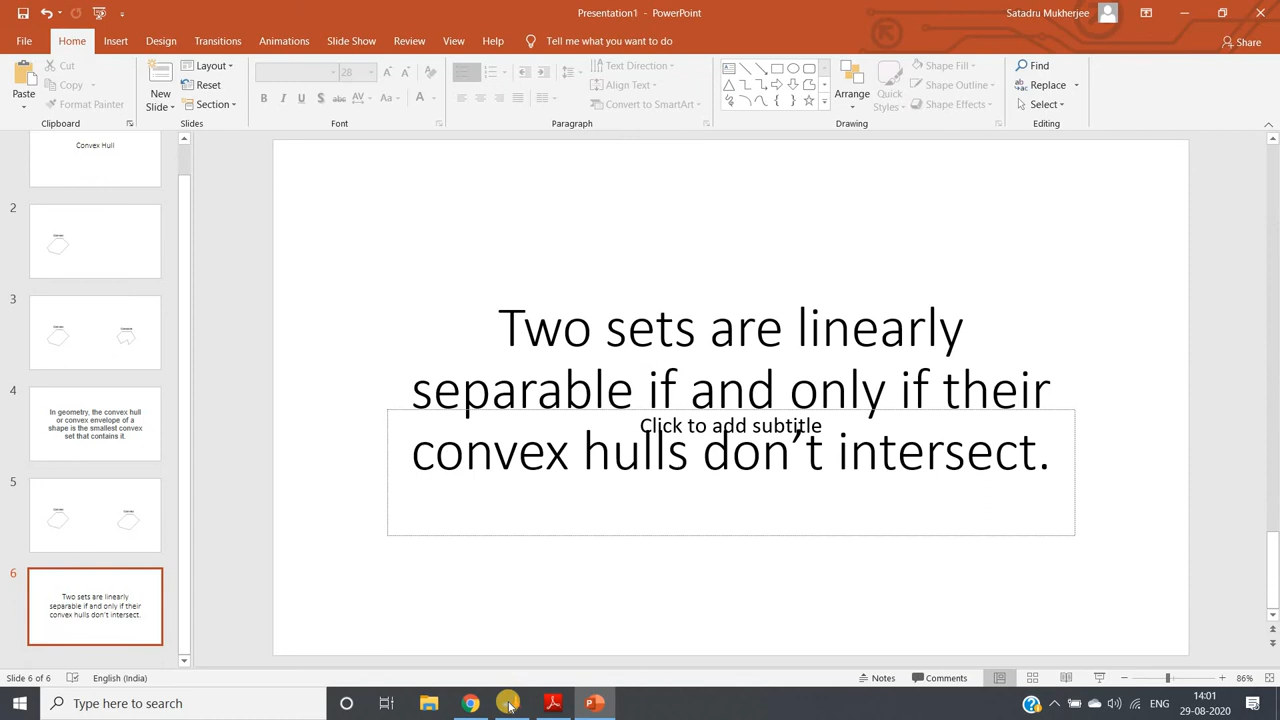 Presentation1 - PowerPoint
Satadru Mukherjee
File Home Insert Design Transitions Animations Slide Show Review View Help Tell me what you want to do Share
Paste
Cut
Copy
Format Painter
Clipboard
New Slide
Layout
Reset
Section
Slides
28
B I U S abc AV Aa A
Font
Text Direction
Align Text
Convert to SmartArt
Paragraph
Arrange
Quick Styles
Shape Fill
Shape Outline
Shape Effects
Drawing
Find
Replace
Select
Editing
Convex Hull
2
3
4
In geometry, the convex hull
or convex envelope of a
shape is the smallest convex
set that contains it.
5
6
Two sets are linearly
separable if and only if their
convex hulls don't intersect.
Two sets are linearly
separable if and only if their
Click to add subtitle
convex hulls don’t intersect.
Slide 6 of 6 English (India) Notes Comments 86%
Type here to search
ENG
14:01
29-08-2020